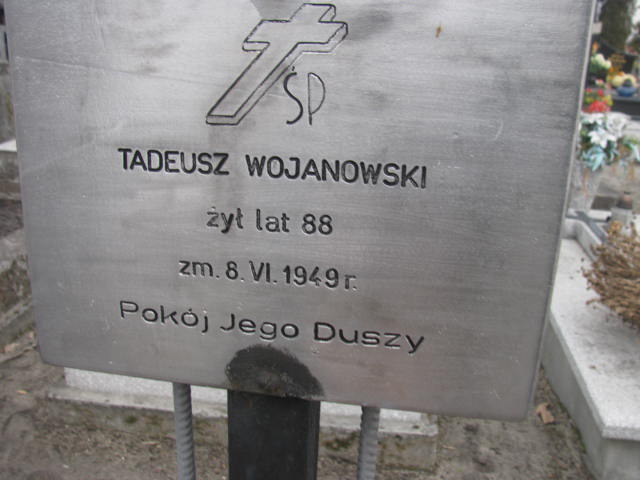 ŚP
TADEUSZ WOJANOWSKI
żył lat 88
zm. 8. VI. 1949 r.
Pokój Jego Duszy